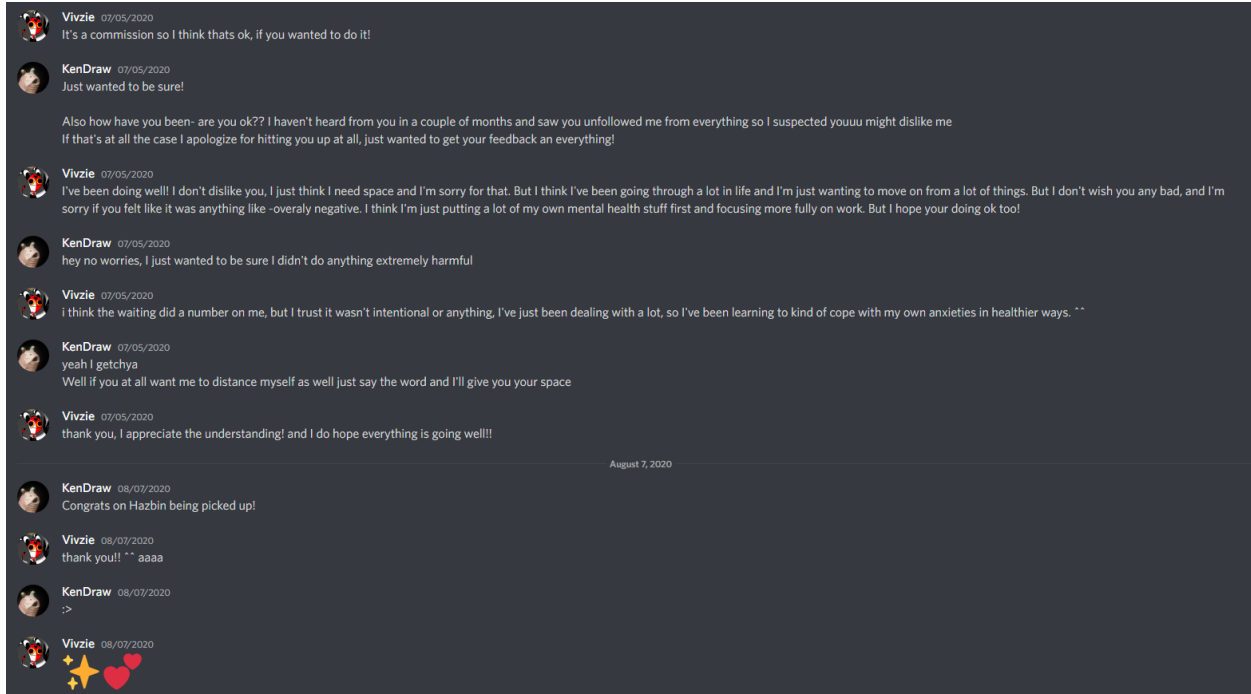 Vivzie 07/05/2020
It's a commission so I think thats ok, if you wanted to do it!
KenDraw 07/05/2020
Just wanted to be sure!
Also how have you been- are you ok?? I haven't heard from you in a couple of months and saw you unfollowed me from everything so I suspected youuu might dislike me
If that's at all the case I apologize for hitting you up at all, just wanted to get your feedback an everything!
Vivzie 07/05/2020
I've been doing well! I don't dislike you, I just think I need space and I'm sorry for that. But I think I've been going through a lot in life and I'm just wanting to move on from a lot of things. But I don't wish you any bad, and I'm
sorry if you felt like it was anything like -overaly negative. I think I'm just putting a lot of my own mental health stuff first and focusing more fully on work. But I hope your doing ok too!
KenDraw 07/05/2020
hey no worries, I just wanted to be sure I didn't do anything extremely harmful
Vivzie 07/05/2020
i think the waiting did a number on me, but I trust it wasn't intentional or anything, I've just been dealing with a lot, so I've been learning to kind of cope with my own anxieties in healthier ways. ^^
KenDraw 07/05/2020
yeah I getchya
Well if you at all want me to distance myself as well just say the word and I'll give you your space
Vivzie 07/05/2020
thank you, I appreciate the understanding! and I do hope everything is going well!!
August 7, 2020
KenDraw 08/07/2020
Congrats on Hazbin being picked up!
Vivzie 08/07/2020
thank you!! ^^ aaaa
KenDraw 08/07/2020
:>
Vivzie 08/07/2020
✨💕